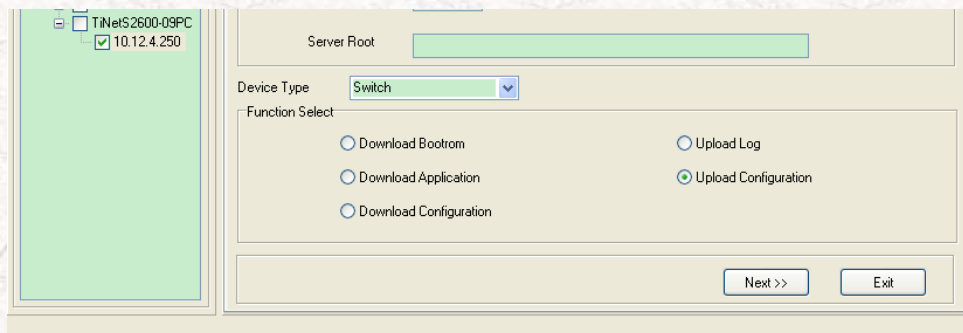 TiNetS2600-09PC
10.12.4.250
Server Root
Device Type Switch
Function Select
Download Bootrom Upload Log
Download Application Upload Configuration
Download Configuration
Next >> Exit